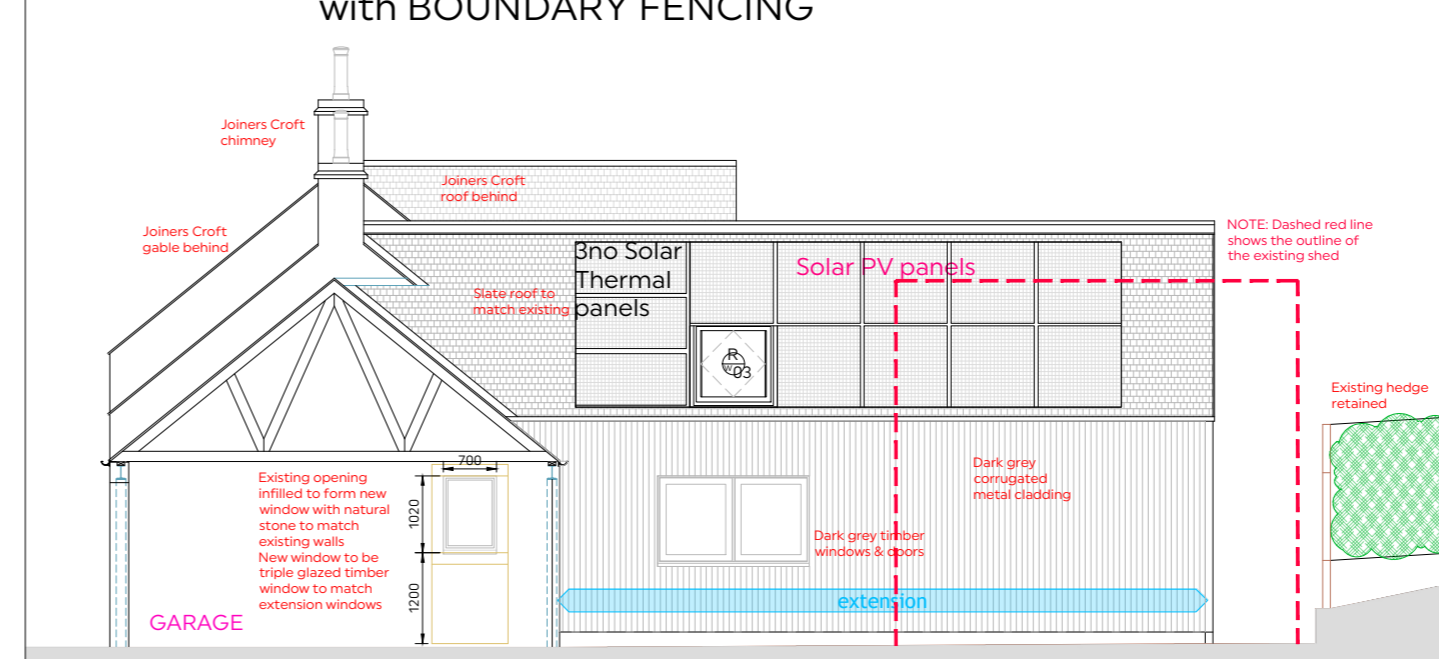 with BOUNDARY FENCING
Joiners Croft
chimney
Joiners Croft
roof behind
Joiners Croft
gable behind
NOTE: Dashed red line
shows the outline of
the existing shed
3no Solar
Thermal
panels
Solar PV panels
Slate roof to
match existing
R
W
03
Existing hedge
retained
700
1020
1200
Existing opening
infilled to form new
window with natural
stone to match
existing walls
New window to be
triple glazed timber
window to match
extension windows
Dark grey
corrugated
metal cladding
Dark grey timber
windows & doors
extension
GARAGE